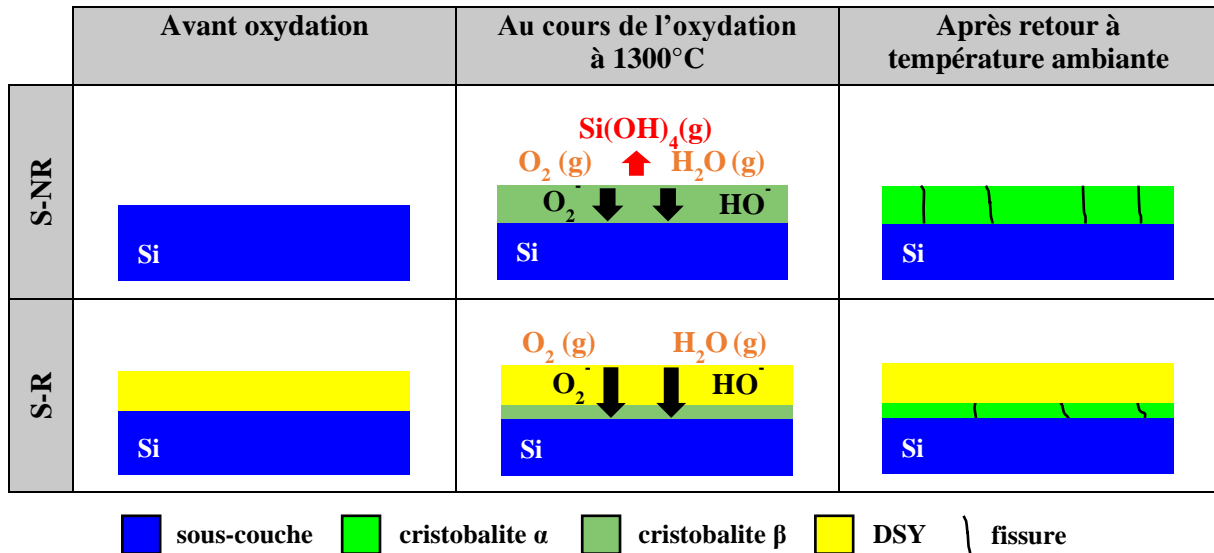 Avant oxydation
Au cours de l'oxydation
à 1300°C
Après retour à
température ambiante
S-NR
Si
Si(OH)4(g)
O2 (g) H2O (g)
O2- HO-
Si
Si
S-R
Si
O2 (g) H2O (g)
O2- HO-
Si
Si
sous-couche cristobalite α cristobalite β DSY fissure